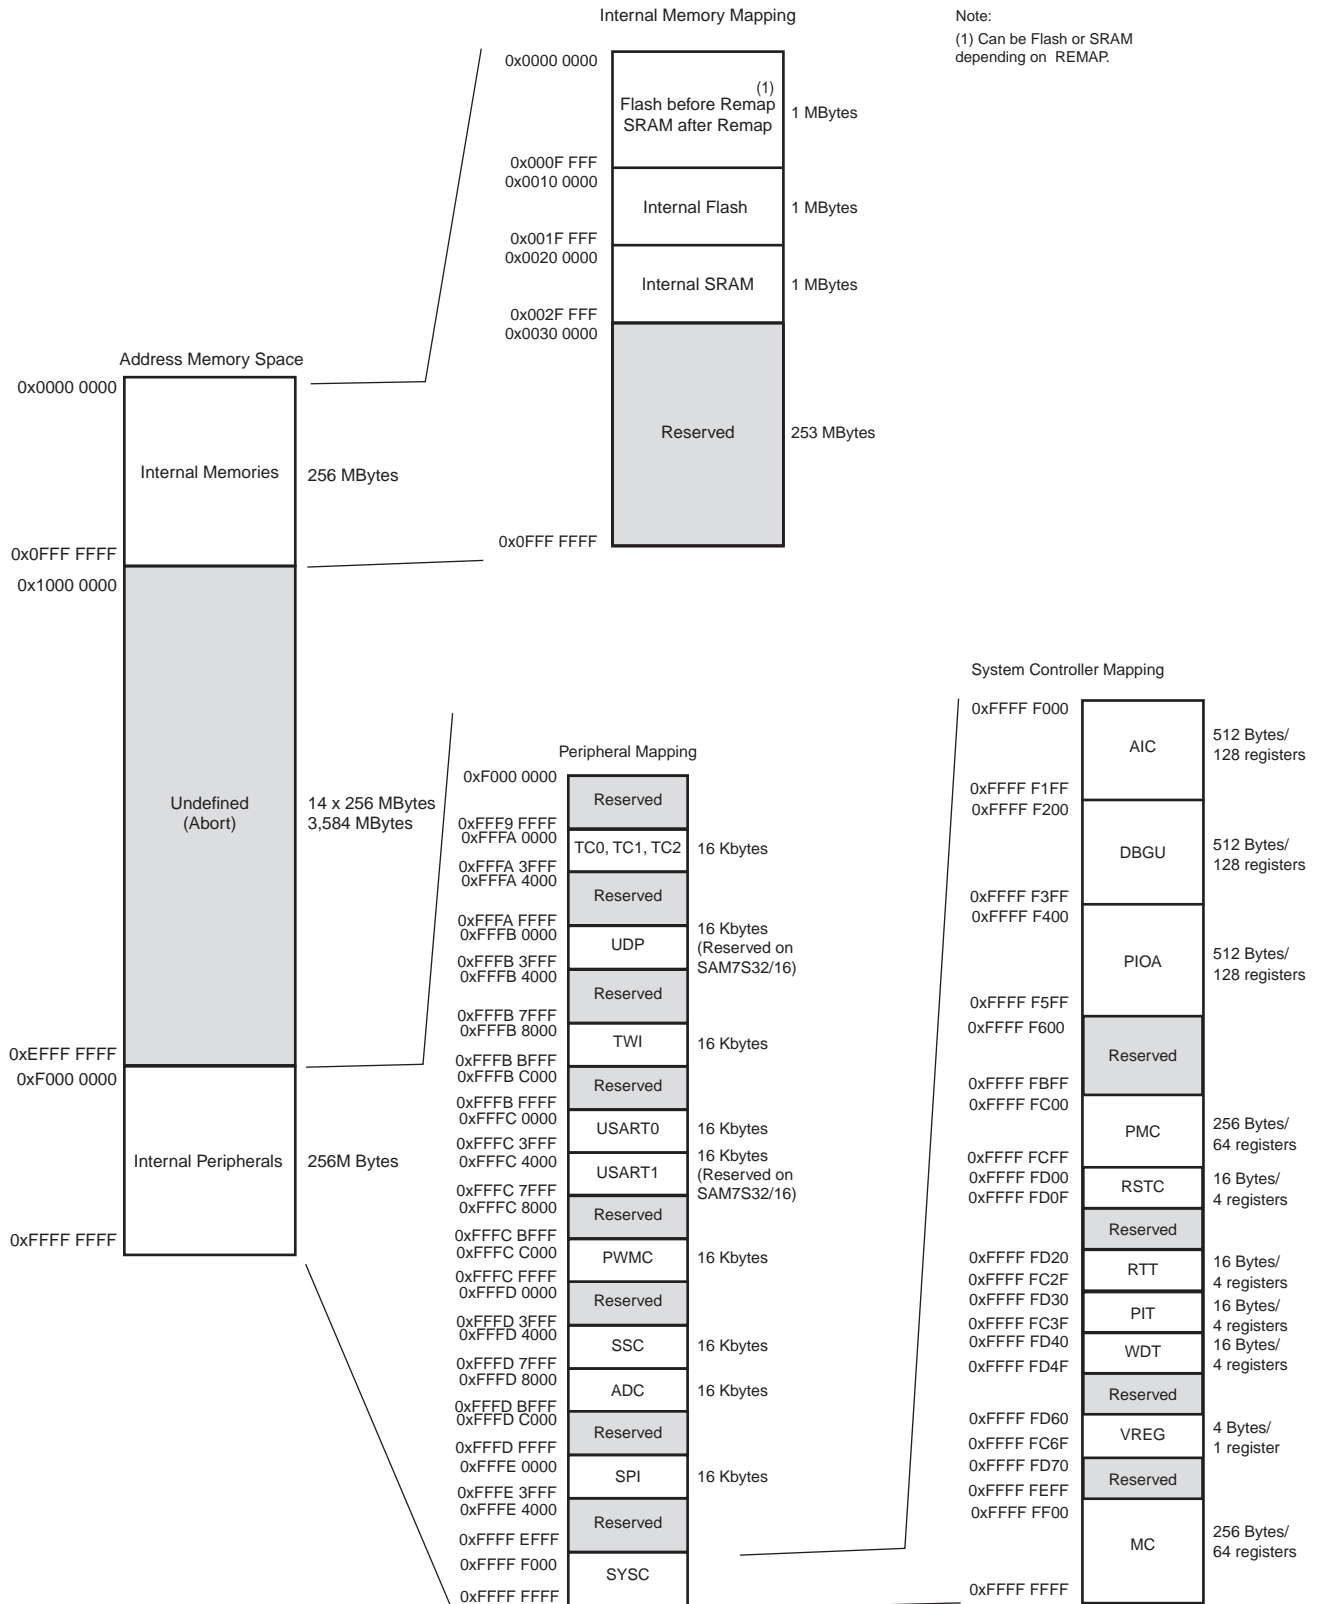 Internal Memory Mapping
Note:
(1) Can be Flash or SRAM
depending on REMAP.
0x0000 0000
(1)
Flash before Remap
SRAM after Remap
1 MBytes
0x000F FFF
0x0010 0000
Internal Flash
1 MBytes
0x001F FFF
0x0020 0000
Internal SRAM
1 MBytes
0x002F FFF
0x0030 0000
Reserved
253 MBytes
0x0FFF FFFF
Address Memory Space
0x0000 0000
Internal Memories
256 MBytes
0x0FFF FFFF
0x1000 0000
Undefined
(Abort)
14 x 256 MBytes
3,584 MBytes
0xEFFF FFFF
0xF000 0000
Internal Peripherals
256M Bytes
0xFFFF FFFF
Peripheral Mapping
0xF000 0000
Reserved
0xFFF9 FFFF
0xFFFA 0000
TC0, TC1, TC2
16 Kbytes
0xFFFA 3FFF
0xFFFA 4000
Reserved
0xFFFA FFFF
0xFFFB 0000
UDP
16 Kbytes
(Reserved on
SAM7S32/16)
0xFFFB 3FFF
0xFFFB 4000
Reserved
0xFFFB 7FFF
0xFFFB 8000
TWI
16 Kbytes
0xFFFB BFFF
0xFFFB C000
Reserved
0xFFFB FFFF
0xFFFC 0000
USART0
16 Kbytes
0xFFFC 3FFF
0xFFFC 4000
USART1
16 Kbytes
(Reserved on
SAM7S32/16)
0xFFFC 7FFF
0xFFFC 8000
Reserved
0xFFFC BFFF
0xFFFC C000
PWMC
16 Kbytes
0xFFFC FFFF
0xFFFD 0000
Reserved
0xFFFD 3FFF
0xFFFD 4000
SSC
16 Kbytes
0xFFFD 7FFF
0xFFFD 8000
ADC
16 Kbytes
0xFFFD BFFF
0xFFFD C000
Reserved
0xFFFD FFFF
0xFFFE 0000
SPI
16 Kbytes
0xFFFE 3FFF
0xFFFE 4000
Reserved
0xFFFF EFFF
0xFFFF F000
SYSC
0xFFFF FFFF
System Controller Mapping
0xFFFF F000
AIC
512 Bytes/
128 registers
0xFFFF F1FF
0xFFFF F200
DBGU
512 Bytes/
128 registers
0xFFFF F3FF
0xFFFF F400
PIOA
512 Bytes/
128 registers
0xFFFF F5FF
0xFFFF F600
Reserved
0xFFFF FBFF
0xFFFF FC00
PMC
256 Bytes/
64 registers
0xFFFF FCFF
0xFFFF FD00
RSTC
16 Bytes/
4 registers
0xFFFF FD0F
Reserved
0xFFFF FD20
RTT
16 Bytes/
4 registers
0xFFFF FC2F
0xFFFF FD30
PIT
16 Bytes/
4 registers
0xFFFF FC3F
0xFFFF FD40
WDT
16 Bytes/
4 registers
0xFFFF FD4F
Reserved
0xFFFF FD60
VREG
4 Bytes/
1 register
0xFFFF FC6F
0xFFFF FD70
Reserved
0xFFFF FEFF
0xFFFF FF00
MC
256 Bytes/
64 registers
0xFFFF FFFF